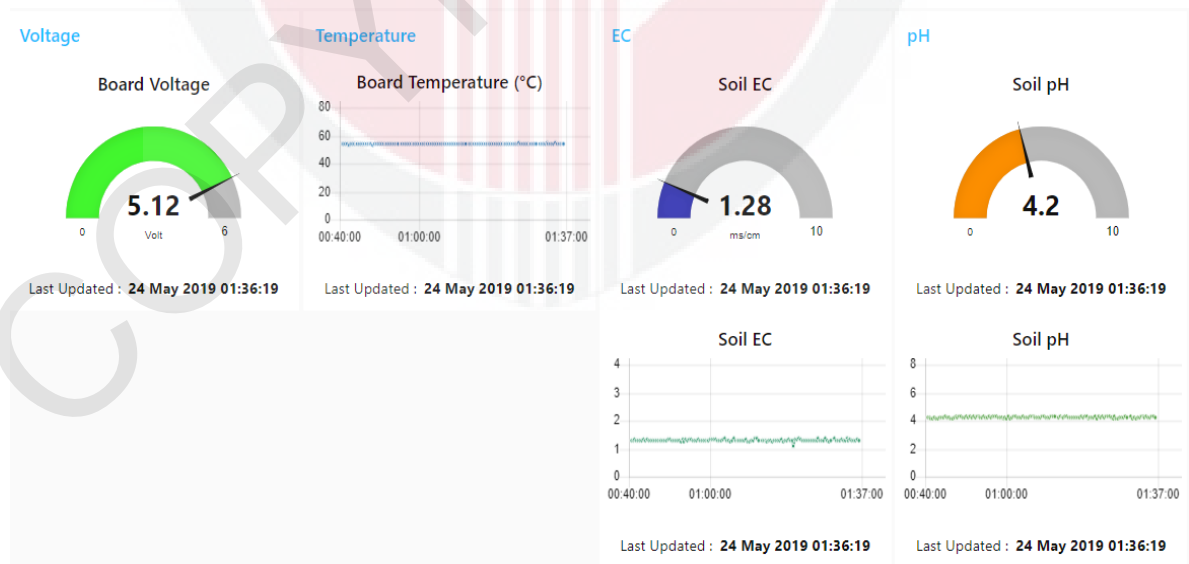 Voltage
Board Voltage
5.12
0
Volt
6
Last Updated : 24 May 2019 01:36:19
Temperature
Board Temperature (°C)
80
60
40
20
0
00:40:00 01:00:00 01:37:00
Last Updated : 24 May 2019 01:36:19
EC
Soil EC
1.28
0
ms/cm
10
Last Updated : 24 May 2019 01:36:19
Soil EC
4
3
2
1
0
00:40:00 01:00:00 01:37:00
Last Updated : 24 May 2019 01:36:19
pH
Soil pH
4.2
0
10
Last Updated : 24 May 2019 01:36:19
Soil pH
8
6
4
2
0
00:40:00 01:00:00 01:37:00
Last Updated : 24 May 2019 01:36:19
COPY